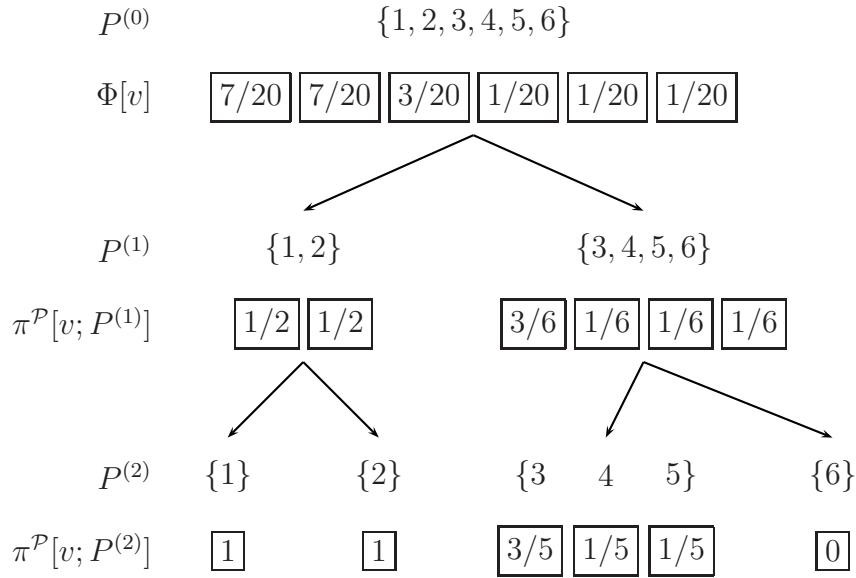 P^(0) {1, 2, 3, 4, 5, 6}
Φ[v] 7/20 7/20 3/20 1/20 1/20 1/20
P^(1) {1, 2} {3, 4, 5, 6}
π^𝒫[v; P^(1)] 1/2 1/2 3/6 1/6 1/6 1/6
P^(2) {1} {2} {3 4 5} {6}
π^𝒫[v; P^(2)] 1 1 3/5 1/5 1/5 0